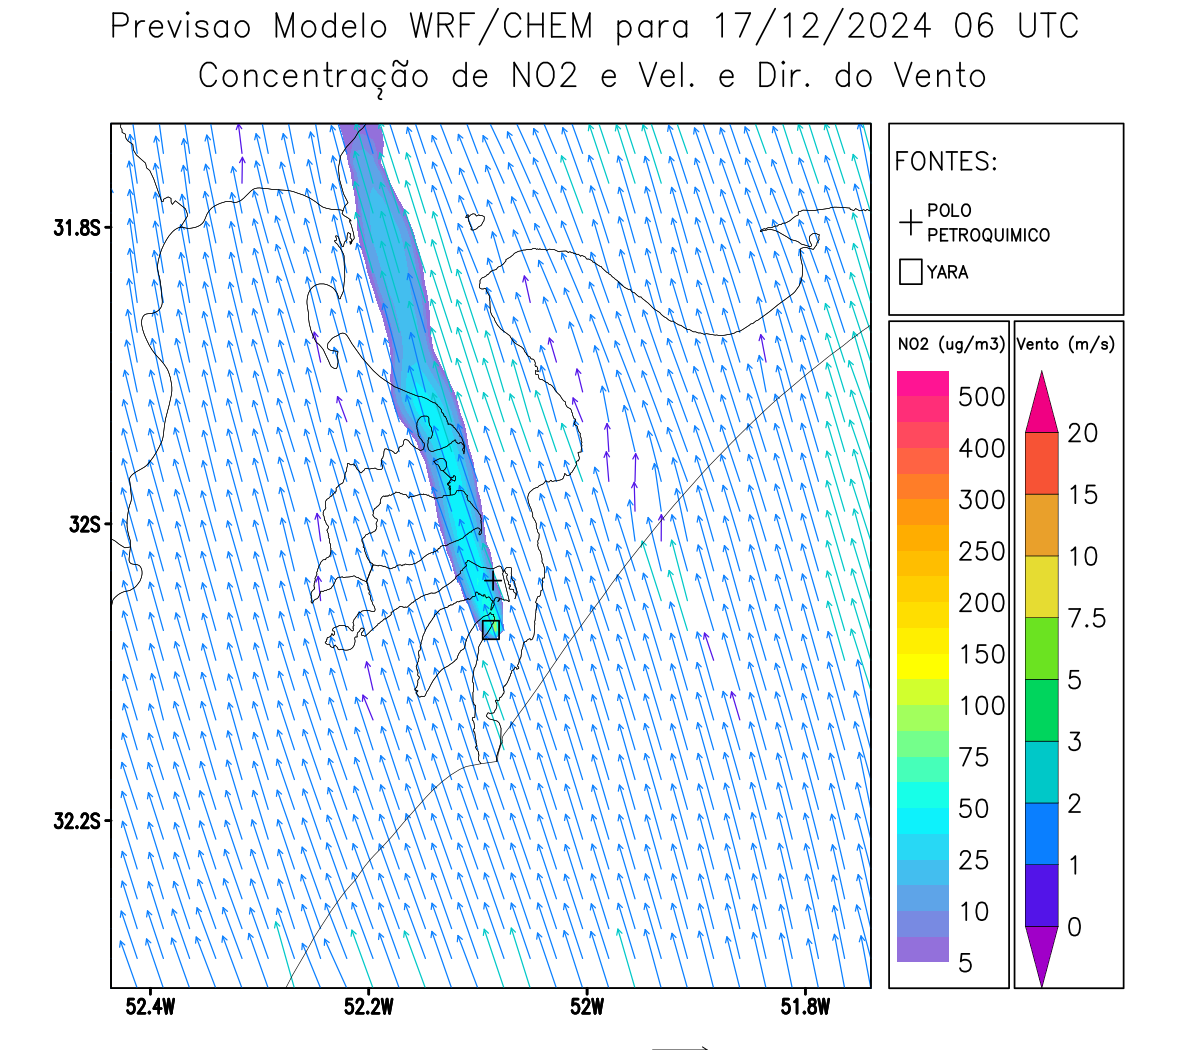 Previsao Modelo WRF/CHEM para 17/12/2024 06 UTC
Concentração de NO2 e Vel. e Dir. do Vento
FONTES:
POLO
PETROQUIMICO
YARA
NO2 (ug/m3)
500
400
300
250
200
150
100
75
50
25
10
5
Vento (m/s)
20
15
10
7.5
5
3
2
1
0
31.8S
32S
32.2S
52.4W
52.2W
52W
51.8W